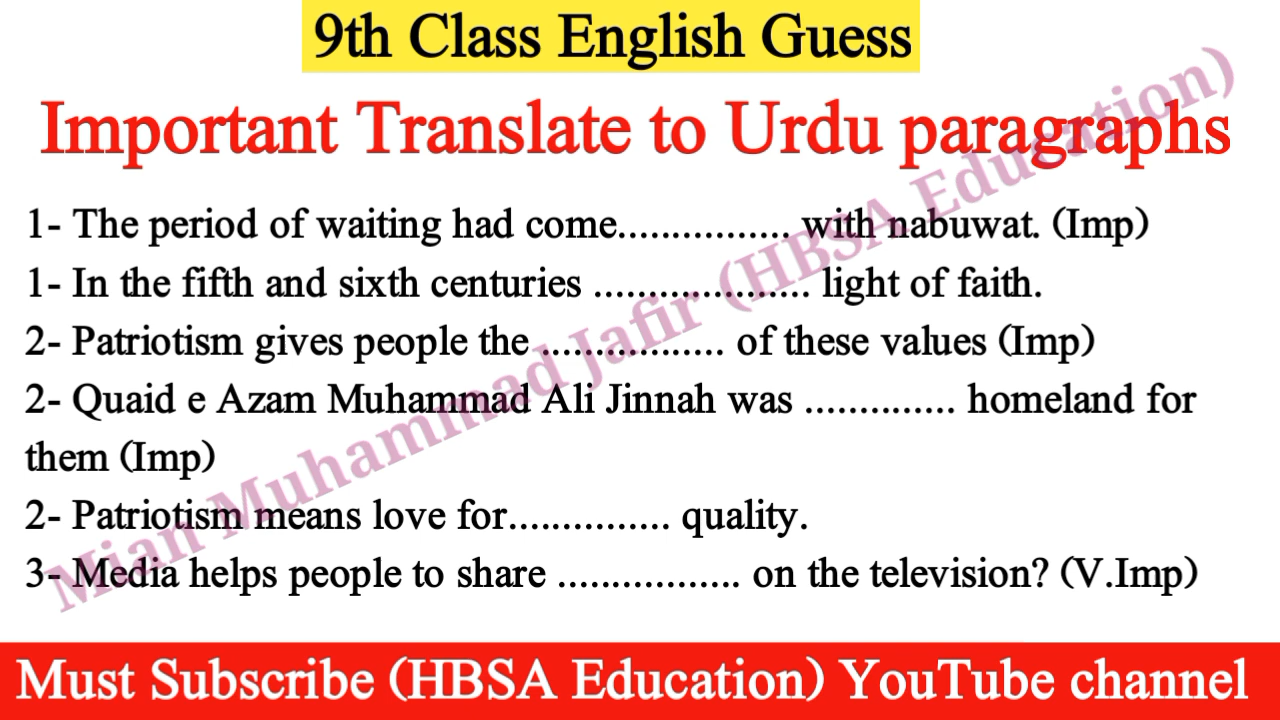 9th Class English Guess
Important Translate to Urdu paragraphs
1- The period of waiting had come................ with nabuwat. (Imp)
1- In the fifth and sixth centuries .................... light of faith.
2- Patriotism gives people the ................. of these values (Imp)
2- Quaid e Azam Muhammad Ali Jinnah was .............. homeland for
them (Imp)
2- Patriotism means love for............... quality.
3- Media helps people to share ................. on the television? (V.Imp)
Mian Muhammad Jafir (HBSA Education)
Must Subscribe (HBSA Education) YouTube channel